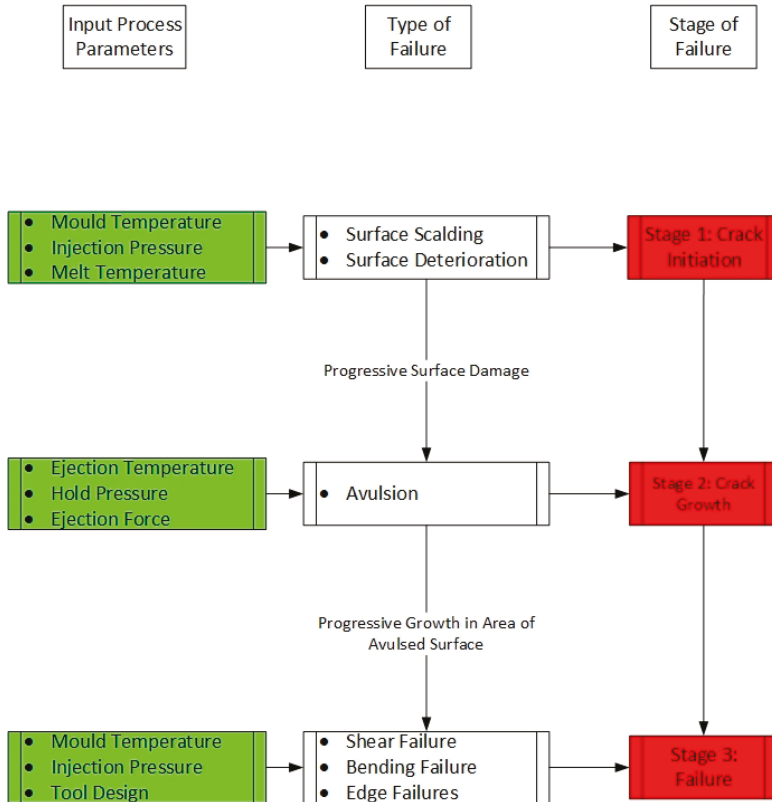 Input Process
Parameters
Type of
Failure
Stage of
Failure
● Mould Temperature
● Injection Pressure
● Melt Temperature
● Surface Scalding
● Surface Deterioration
Stage 1: Crack
Initiation
Progressive Surface Damage
● Ejection Temperature
● Hold Pressure
● Ejection Force
● Avulsion
Stage 2: Crack
Growth
Progressive Growth in Area of
Avulsed Surface
● Mould Temperature
● Injection Pressure
● Tool Design
● Shear Failure
● Bending Failure
● Edge Failures
Stage 3:
Failure